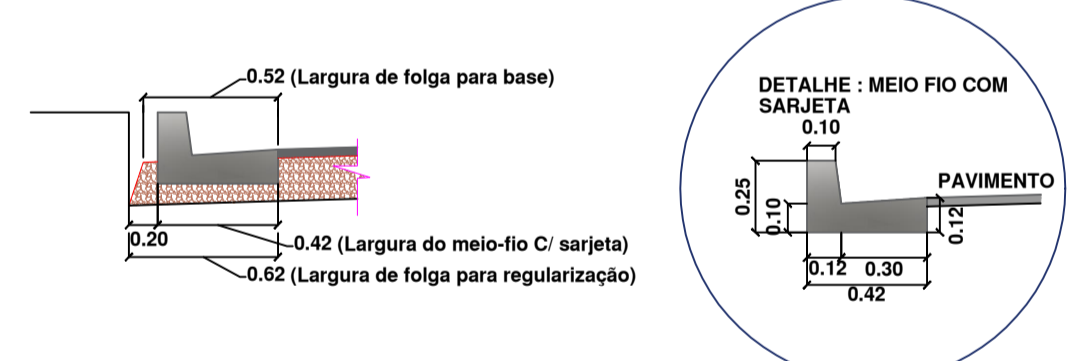 0.52 (Largura de folga para base)
0.20
0.42 (Largura do meio-fio C/ sarjeta)
0.62 (Largura de folga para regularização)
DETALHE : MEIO FIO COM
SARJETA
0.10
0.25
0.10
PAVIMENTO
0.12
0.12
0.30
0.42